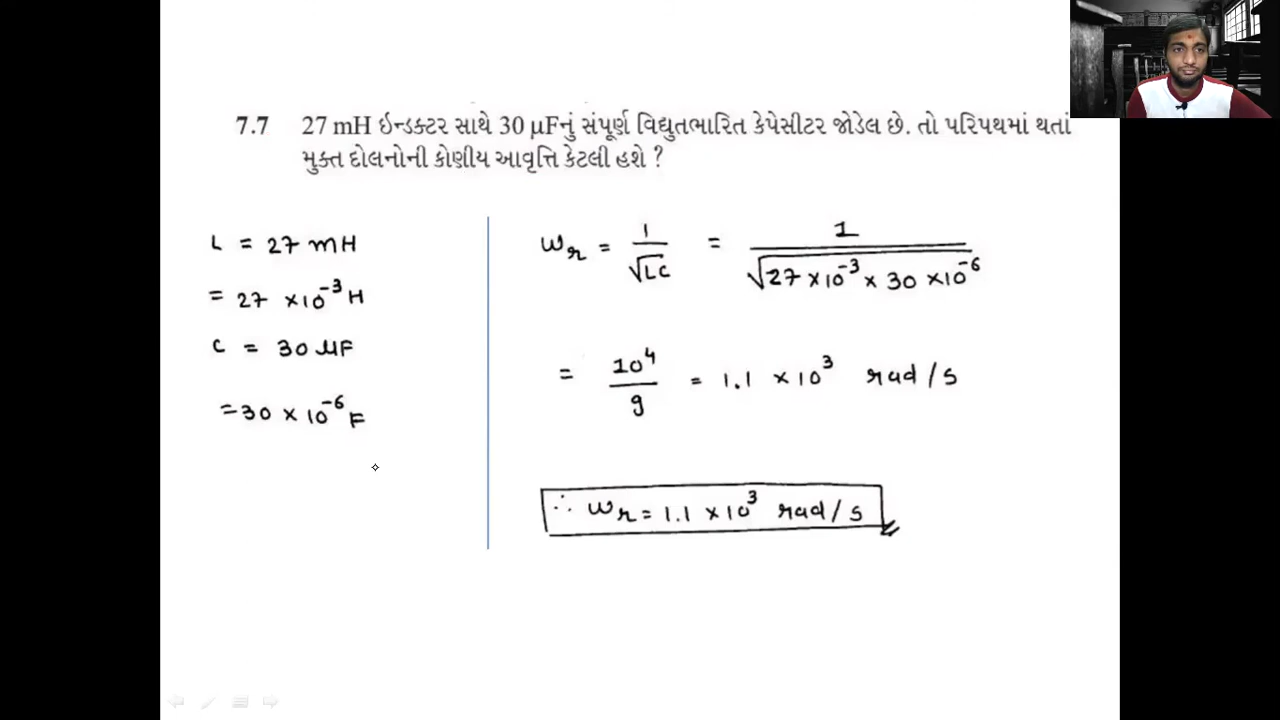 7.7 27 mH ઇન્ડક્ટર સાથે 30 μFનું સંપૂર્ણ વિદ્યુતભારિત કેપેસીટર જોડેલ છે. તો પરિપથમાં થતાં
મુક્ત દોલનોની કોણીય આવૃત્તિ કેટલી હશે ?
L = 27 mH
= 27 × 10⁻³ H
C = 30 μF
= 30 × 10⁻⁶ F
ωr = 1/√LC = 1/√27 × 10⁻³ × 30 × 10⁻⁶
= 10⁴/9 = 1.1 × 10³ rad/s
∴ ωr = 1.1 × 10³ rad/s